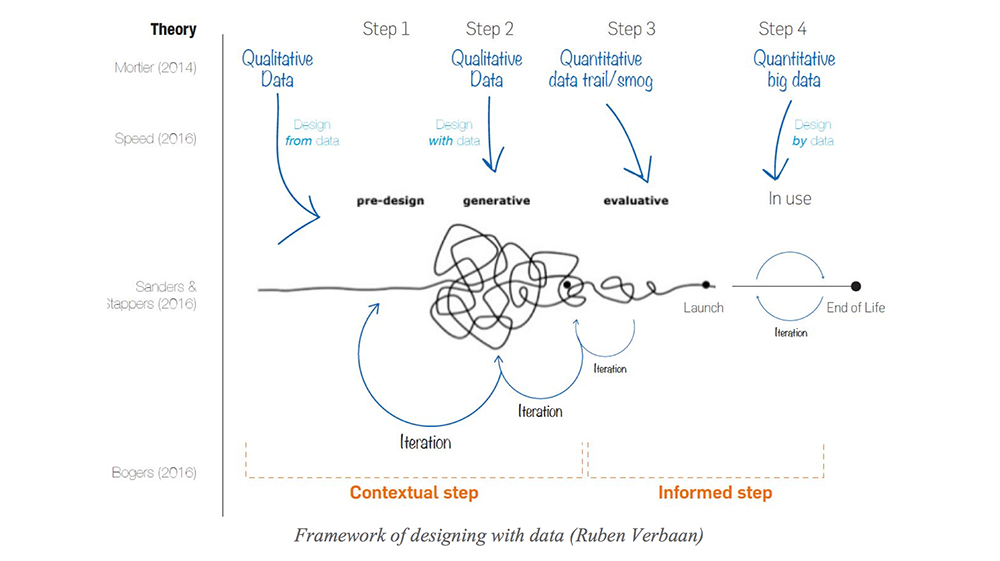 Theory
Step 1
Step 2
Step 3
Step 4
Mortier (2014)
Qualitative
Data
Qualitative
Data
Quantitative
data trail/smog
Quantitative
big data
Speed (2016)
Design
from data
Design
with data
Design
by data
pre-design
generative
evaluative
In use
Sanders &
Stappers (2016)
Launch
End of Life
Iteration
Iteration
Iteration
Iteration
Bogers (2016)
Contextual step
Informed step
Framework of designing with data (Ruben Verbaan)